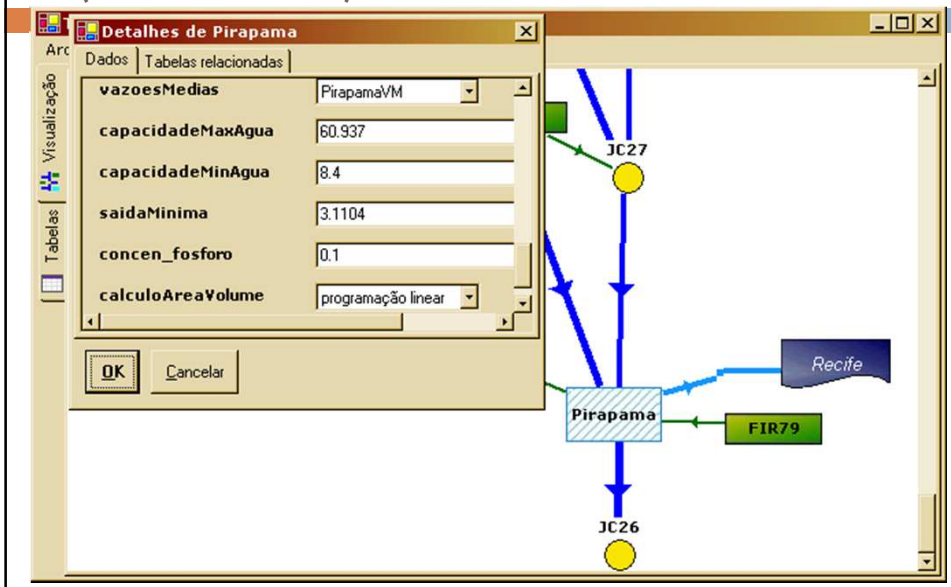 Detalhes de Pirapama
Arq
Dados
Tabelas relacionadas
Visualização
Tabelas
vazoesMedias
PirapamaVM
capacidadeMaxAgua
60.937
capacidadeMinAgua
8.4
saidaMinima
3.1104
concen_fosforo
0.1
calculoAreaVolume
programação linear
OK
Cancelar
JC27
Recife
Pirapama
FIR79
JC26